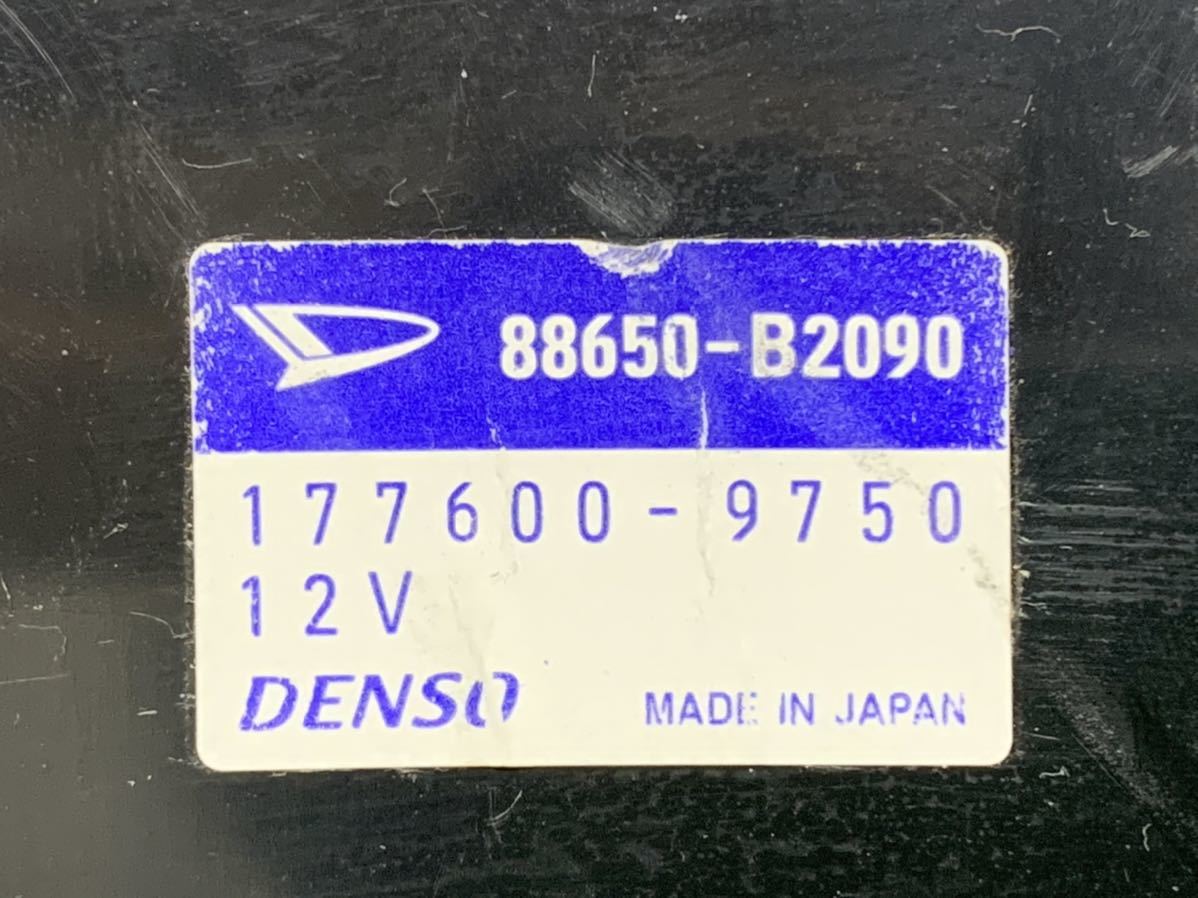 88650-B2090
177600-9750
12V
DENSO
MADE IN JAPAN